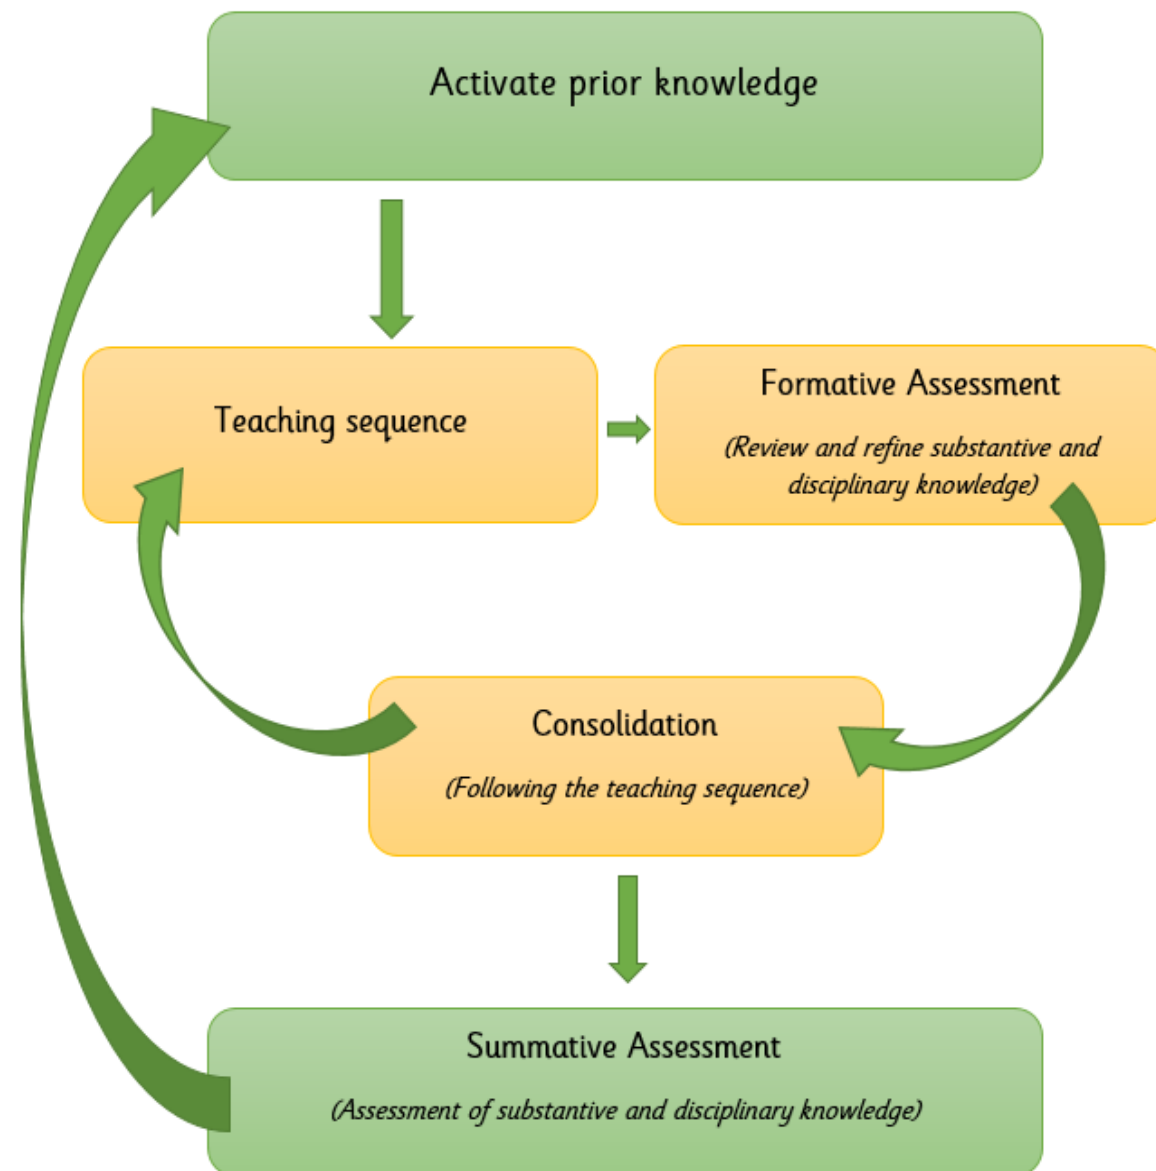 Activate prior knowledge
Teaching sequence
Formative Assessment
(Review and refine substantive and
disciplinary knowledge)
Consolidation
(Following the teaching sequence)
Summative Assessment
(Assessment of substantive and disciplinary knowledge)